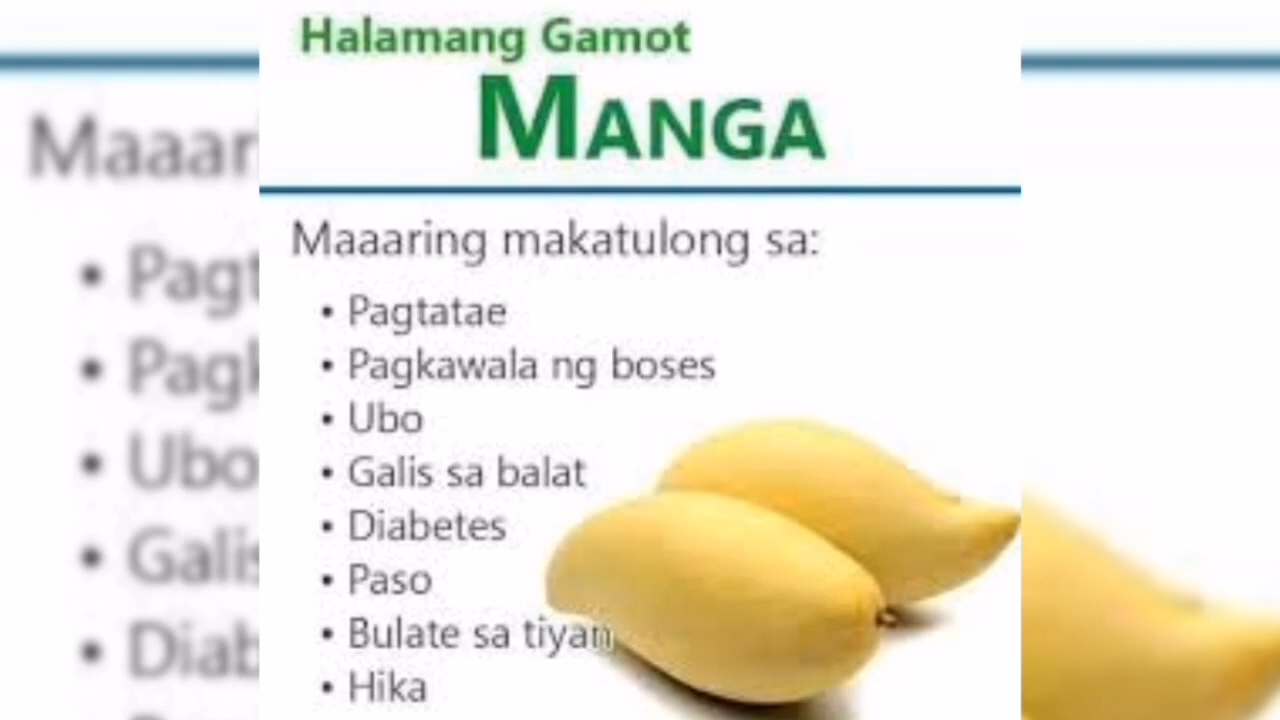 Halamang Gamot
MANGA
Maaaring makatulong sa:
• Pagtatae
• Pagkawala ng boses
• Ubo
• Galis sa balat
• Diabetes
• Paso
• Bulate sa tiyan
• Hika